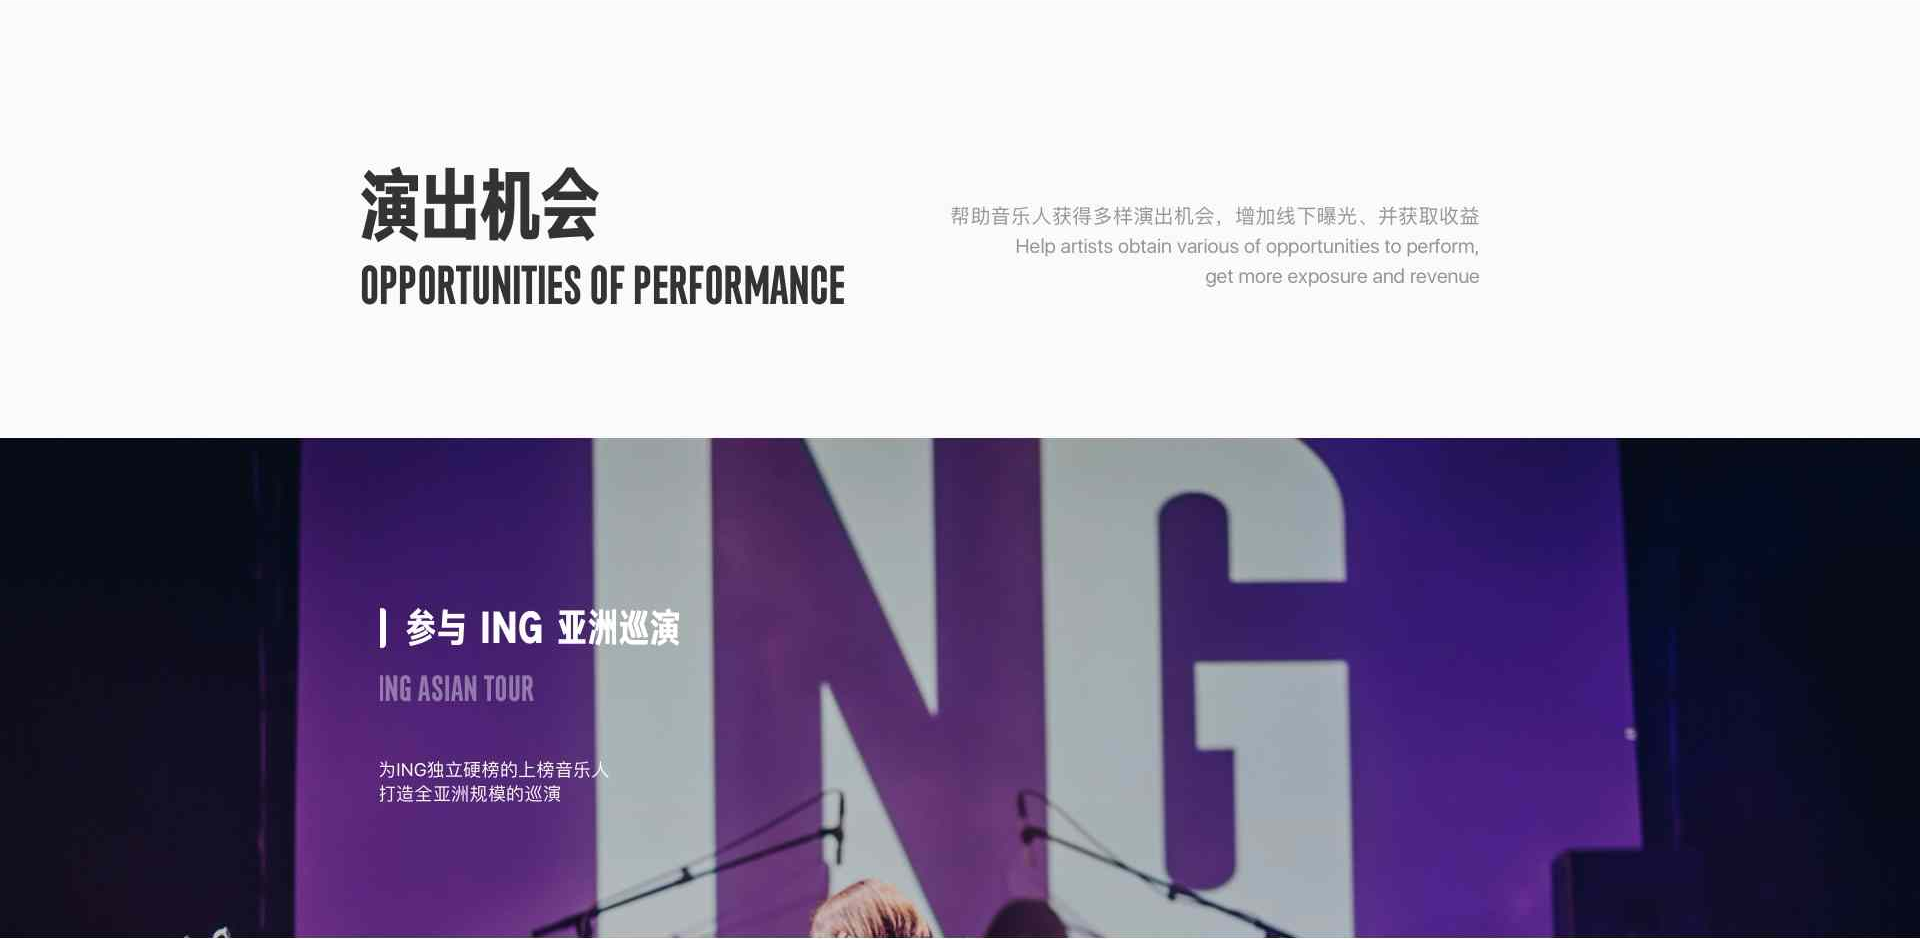 演出机会
OPPORTUNITIES OF PERFORMANCE
帮助音乐人获得多样演出机会，增加线下曝光、并获取收益
Help artists obtain various of opportunities to perform,
get more exposure and revenue
ING
参与 ING 亚洲巡演
ING ASIAN TOUR
为ING独立硬榜的上榜音乐人
打造全亚洲规模的巡演